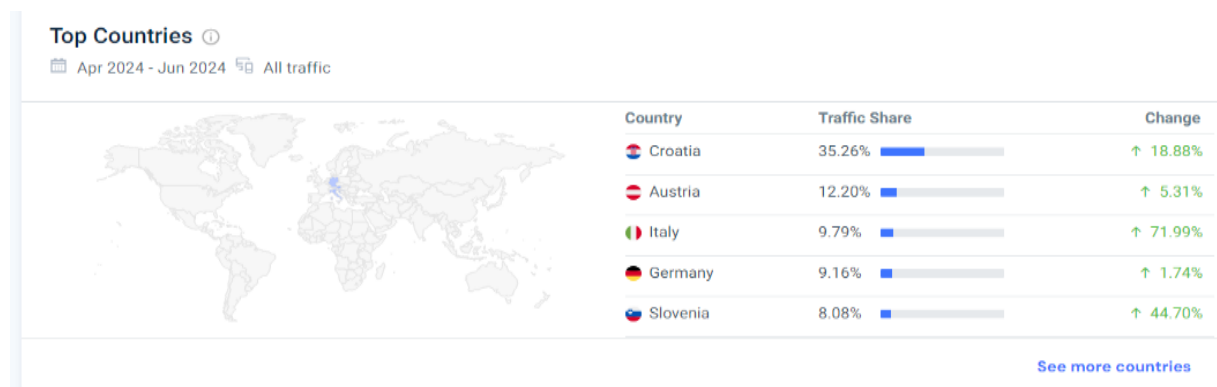 Top Countries
Apr 2024 - Jun 2024 All traffic
Country Traffic Share Change
Croatia 35.26% ↑ 18.88%
Austria 12.20% ↑ 5.31%
Italy 9.79% ↑ 71.99%
Germany 9.16% ↑ 1.74%
Slovenia 8.08% ↑ 44.70%
See more countries